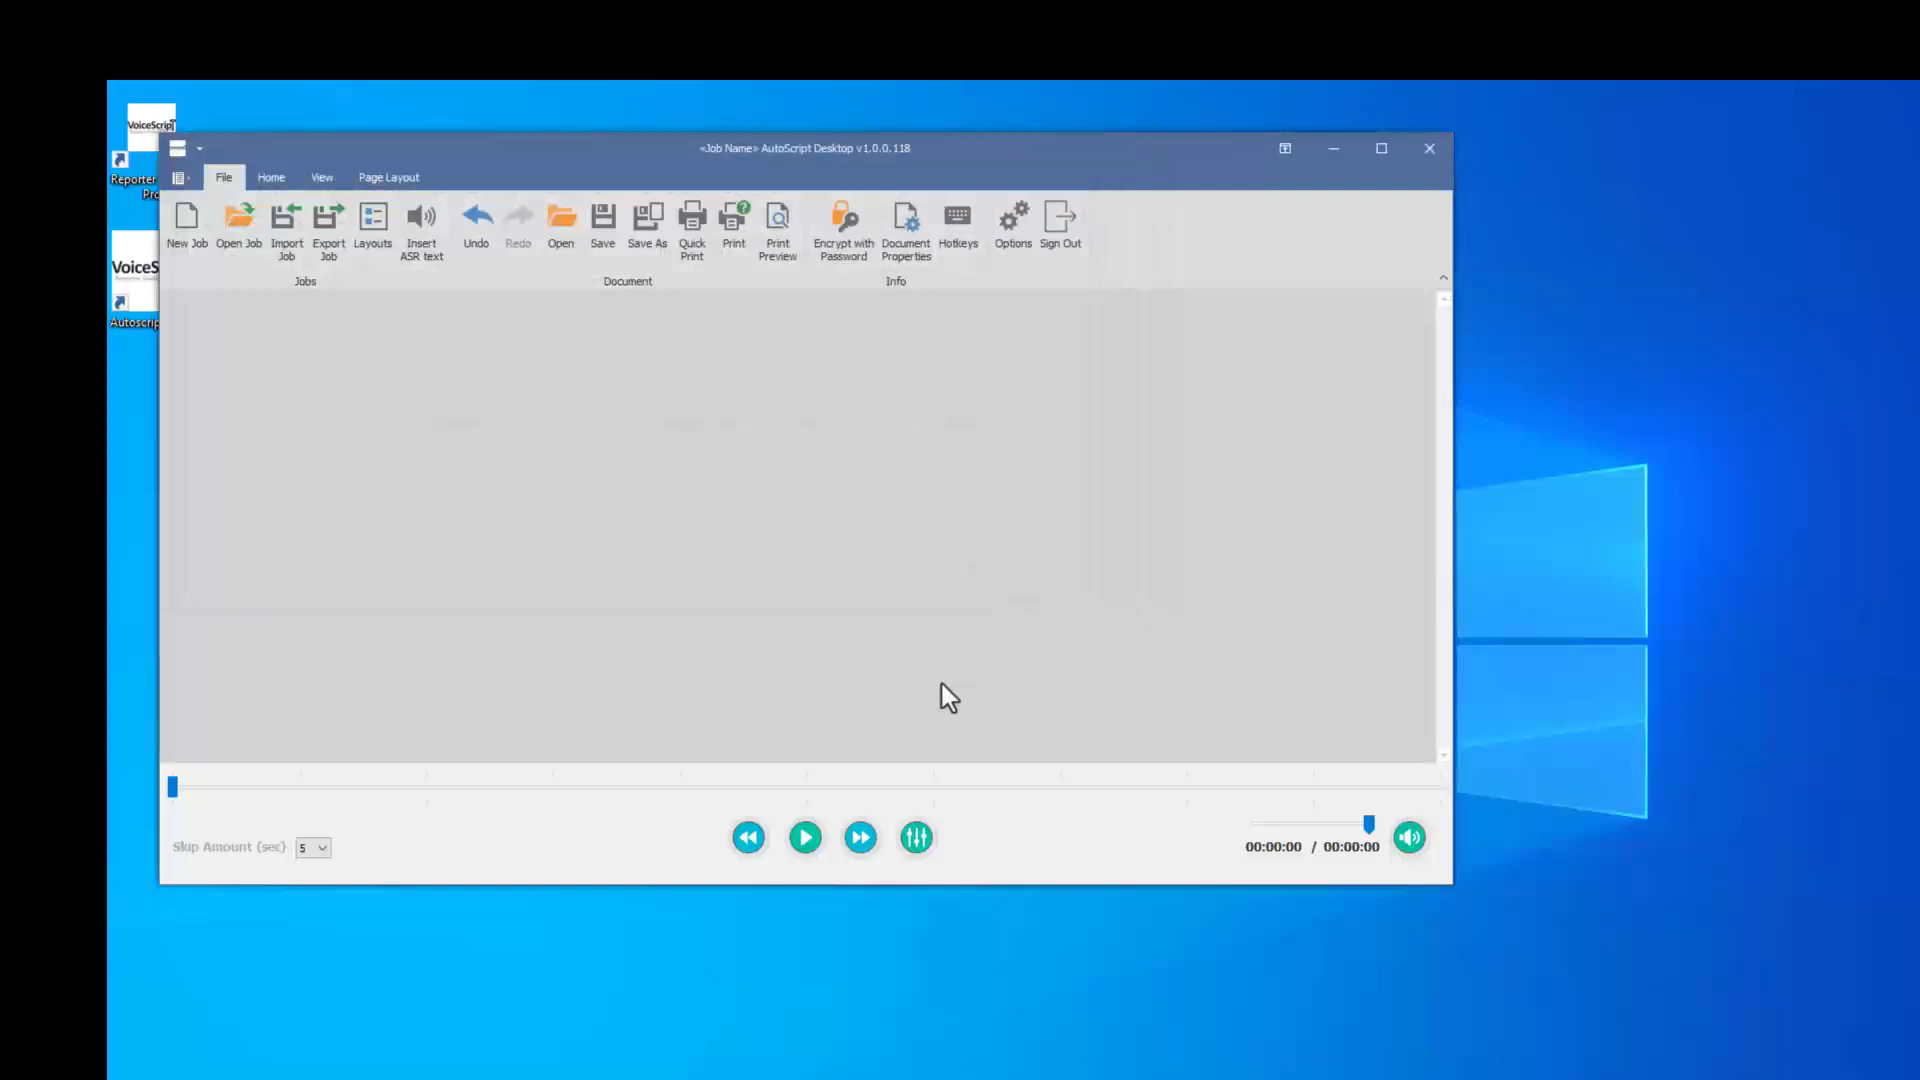 VoiceScript
«Job Name» AutoScript Desktop v1.0.0.118
Reporter
File Home View Page Layout
New Job Open Job Import Job Export Job Layouts Insert ASR text Undo Redo Open Save Save As Quick Print Print Print Preview Encrypt with Password Document Properties Hotkeys Options Sign Out
Jobs Document Info
VoiceS
Autoscrip
Skip Amount (sec) 5
00:00:00 / 00:00:00